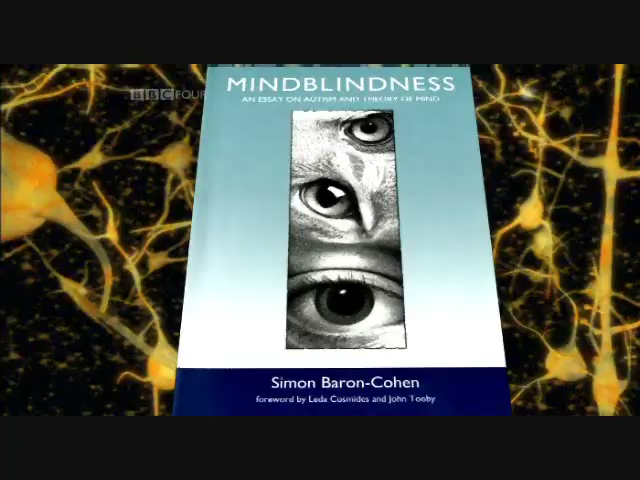 MINDBLINDNESS
AN ESSAY ON AUTISM AND THEORY OF MIND
BBC FOUR
Simon Baron-Cohen
foreword by Leda Cosmides and John Tooby